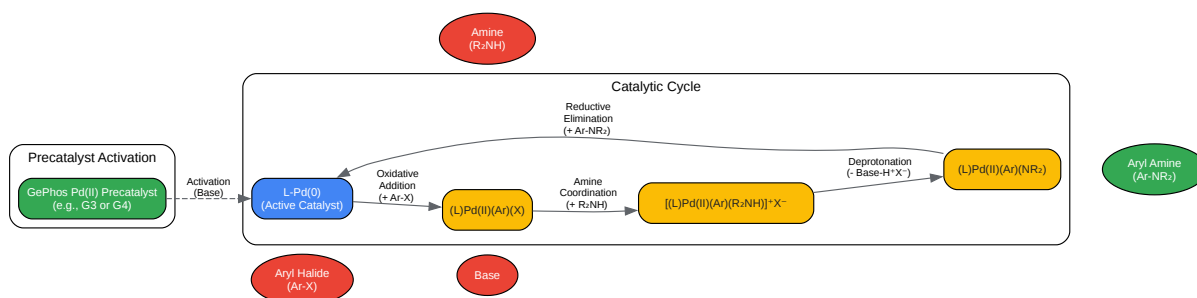 Amine
(R₂NH)
Catalytic Cycle
Reductive
Elimination
(+ Ar-NR₂)
Precatalyst Activation
GePhos Pd(II) Precatalyst
(e.g., G3 or G4)
Activation
(Base)
L-Pd(0)
(Active Catalyst)
Oxidative
Addition
(+ Ar-X)
(L)Pd(II)(Ar)(X)
Amine
Coordination
(+ R₂NH)
[(L)Pd(II)(Ar)(R₂NH)]⁺X⁻
Deprotonation
(- Base-H⁺X⁻)
(L)Pd(II)(Ar)(NR₂)
Aryl Amine
(Ar-NR₂)
Aryl Halide
(Ar-X)
Base